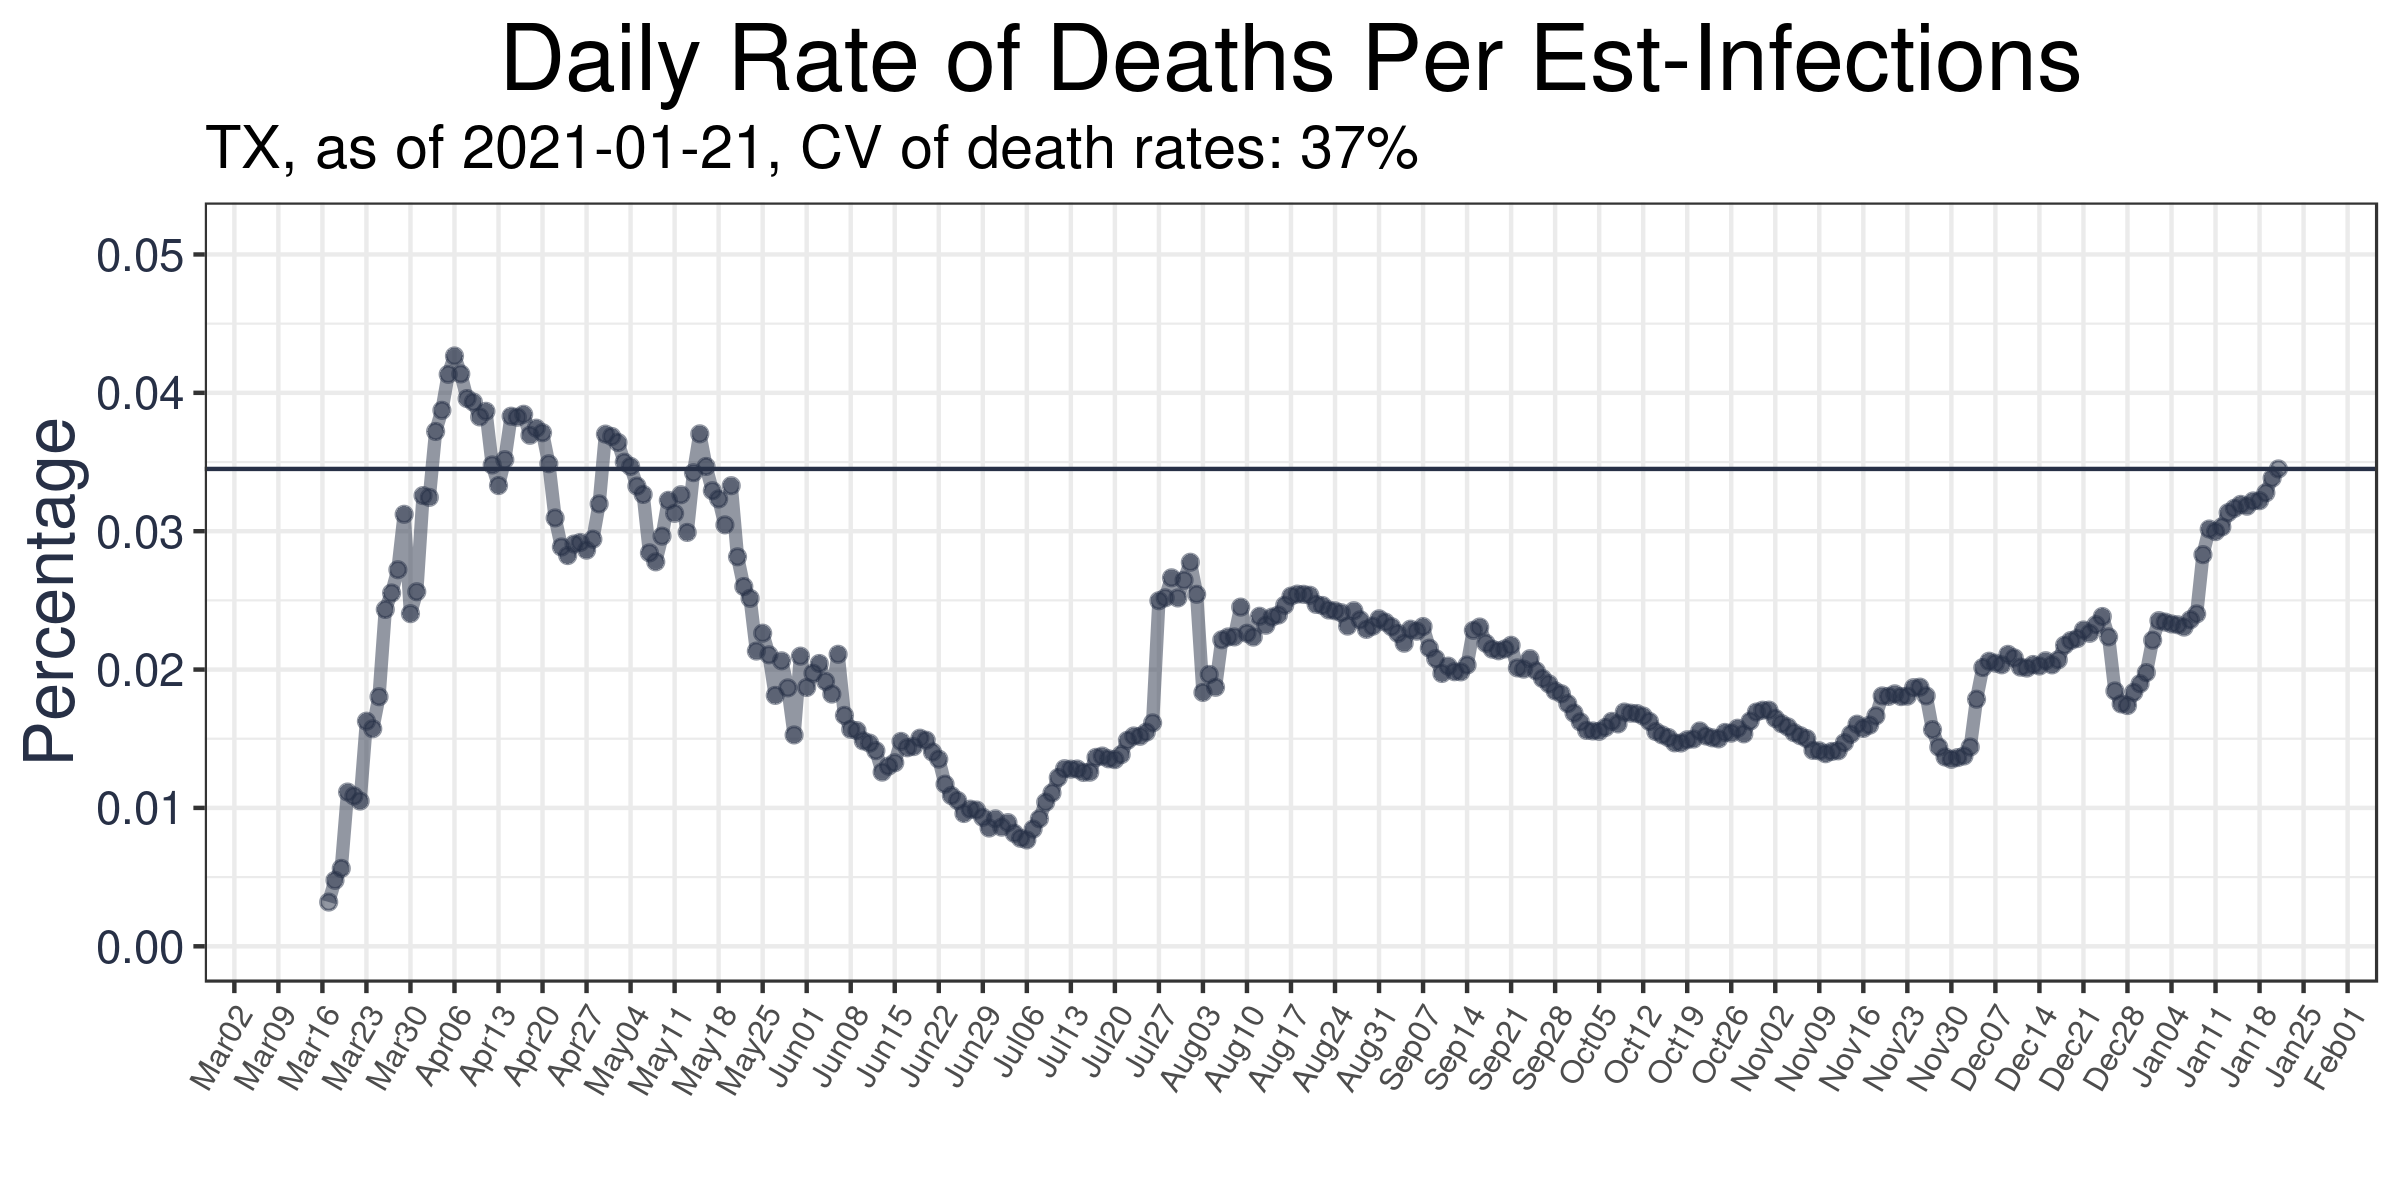 Daily Rate of Deaths Per Est-Infections
TX, as of 2021-01-21, CV of death rates: 37%
Percentage
0.05
0.04
0.03
0.02
0.01
0.00
Mar02 Mar09 Mar16 Mar23 Mar30 Apr06 Apr13 Apr20 Apr27 May04 May11 May18 May25 Jun01 Jun08 Jun15 Jun22 Jun29 Jul06 Jul13 Jul20 Jul27 Aug03 Aug10 Aug17 Aug24 Aug31 Sep07 Sep14 Sep21 Sep28 Oct05 Oct12 Oct19 Oct26 Nov02 Nov09 Nov16 Nov23 Nov30 Dec07 Dec14 Dec21 Dec28 Jan04 Jan11 Jan18 Jan25 Feb01